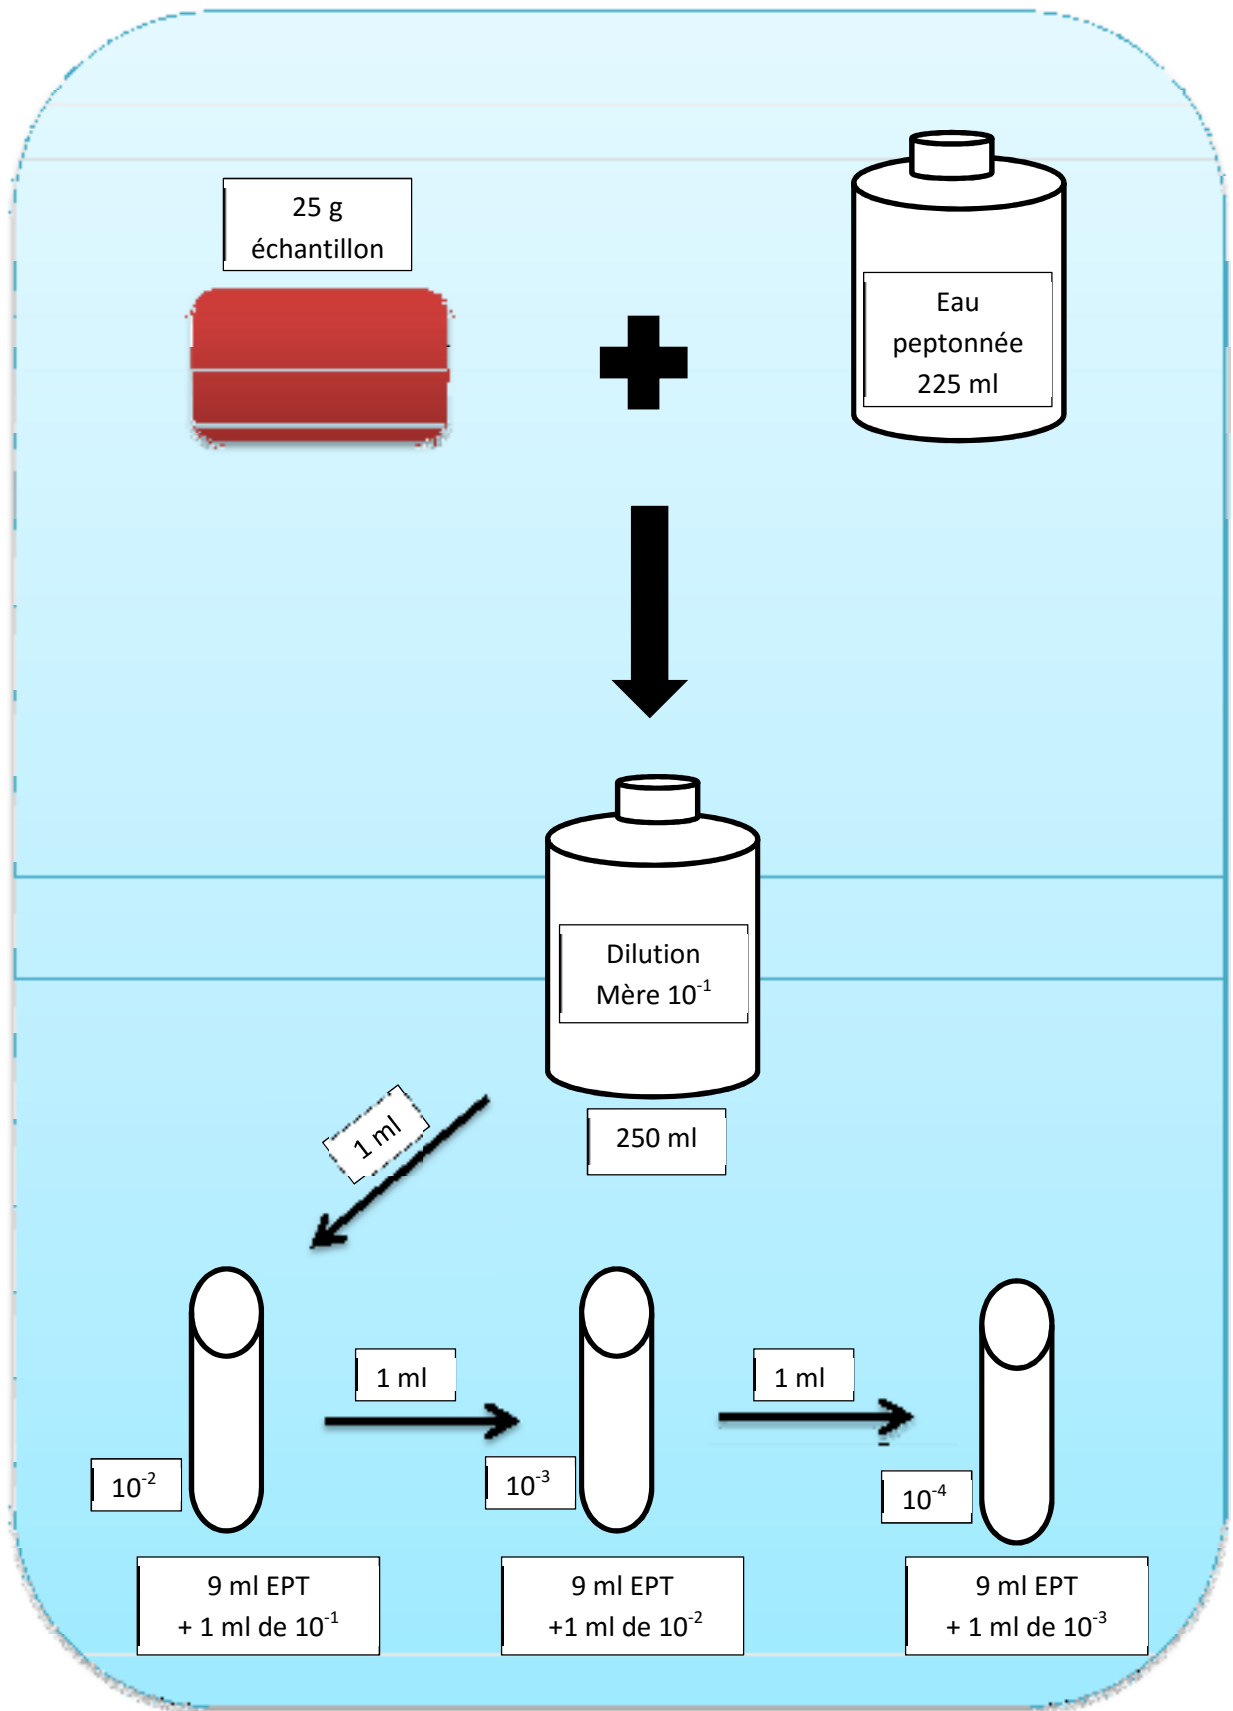 25 g
échantillon
Eau
peptonnée
225 ml
Dilution
Mère 10⁻¹
250 ml
1 ml
1 ml
1 ml
10⁻²
10⁻³
10⁻⁴
9 ml EPT
+ 1 ml de 10⁻¹
9 ml EPT
+1 ml de 10⁻²
9 ml EPT
+ 1 ml de 10⁻³